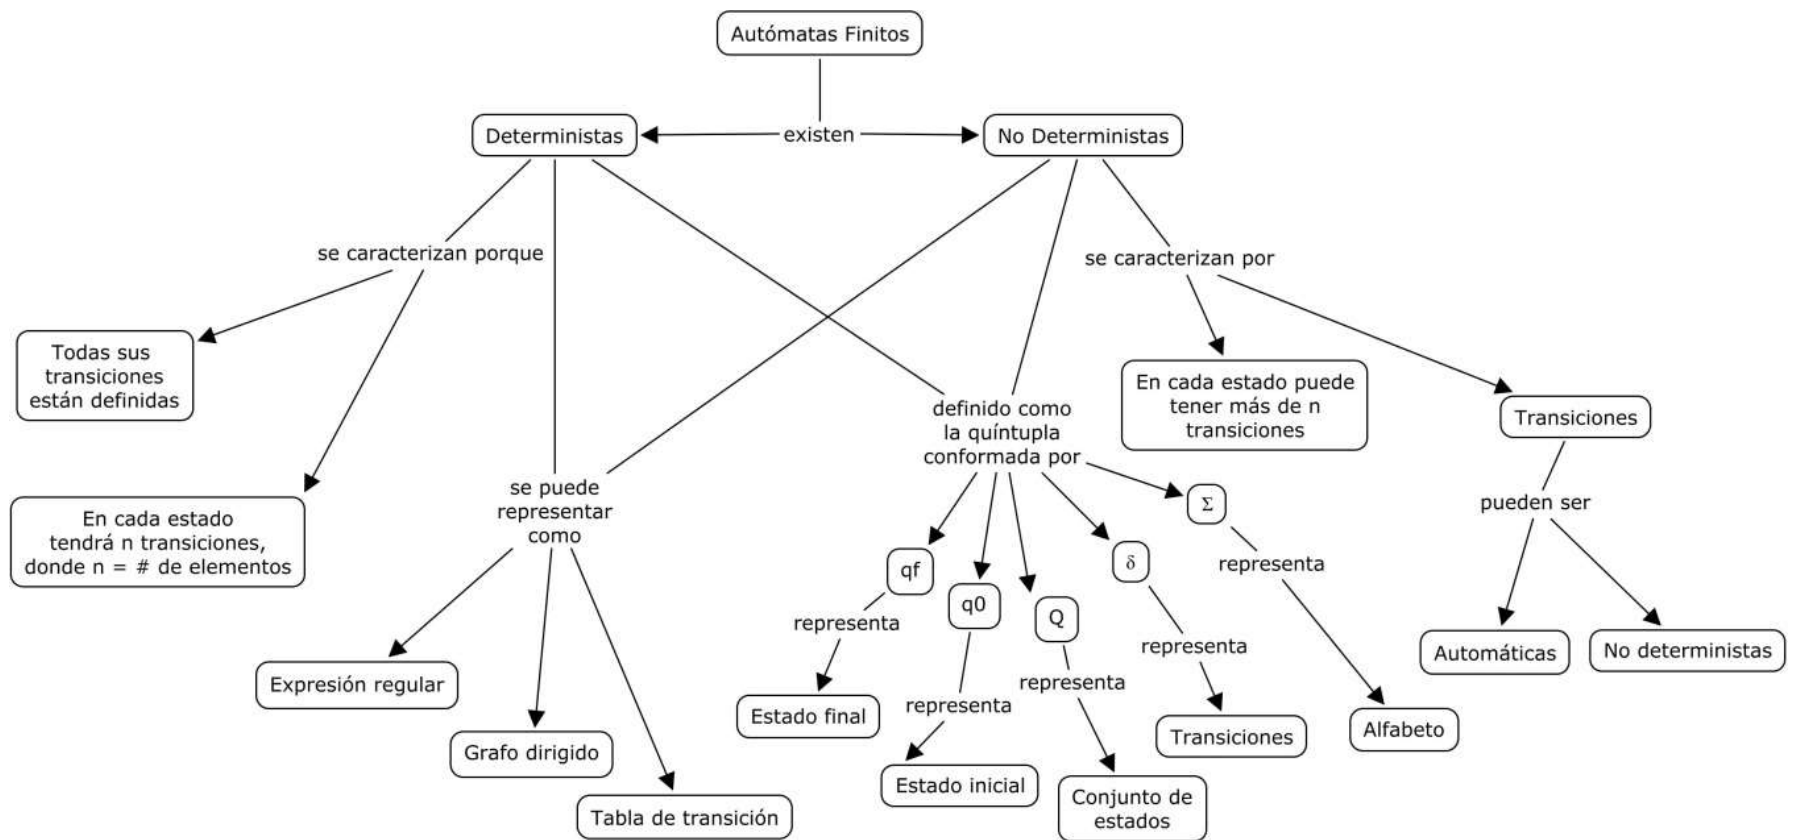 Autómatas Finitos
Deterministas
existen
No Deterministas
se caracterizan porque
se caracterizan por
Todas sus
transiciones
están definidas
En cada estado puede
tener más de n
transiciones
definido como
la quíntupla
conformada por
Transiciones
En cada estado
tendrá n transiciones,
donde n = # de elementos
se puede
representar
como
Σ
pueden ser
qf
q0
Q
δ
representa
representa
representa
representa
representa
Automáticas
No deterministas
Expresión regular
Grafo dirigido
Tabla de transición
Estado final
Estado inicial
Conjunto de
estados
Transiciones
Alfabeto